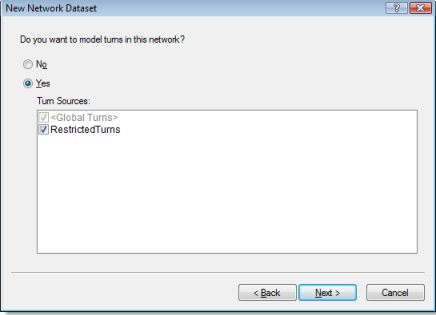 New Network Dataset
Do you want to model turns in this network?
No
Yes
Turn Sources:
<Global Turns>
RestrictedTurns
< Back
Next >
Cancel